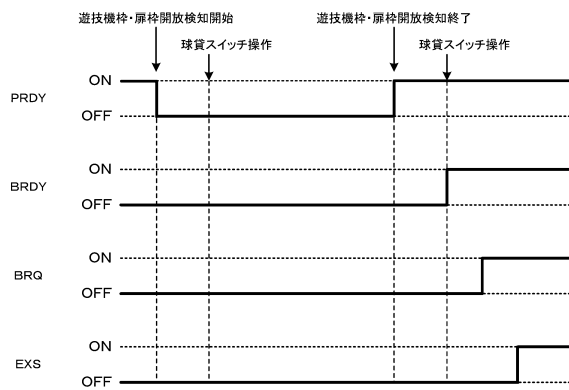 遊技機枠・扉枠開放検知開始
遊技機枠・扉枠開放検知終了
球貸スイッチ操作
球貸スイッチ操作
ON
PRDY
OFF
ON
BRDY
OFF
ON
BRQ
OFF
ON
EXS
OFF